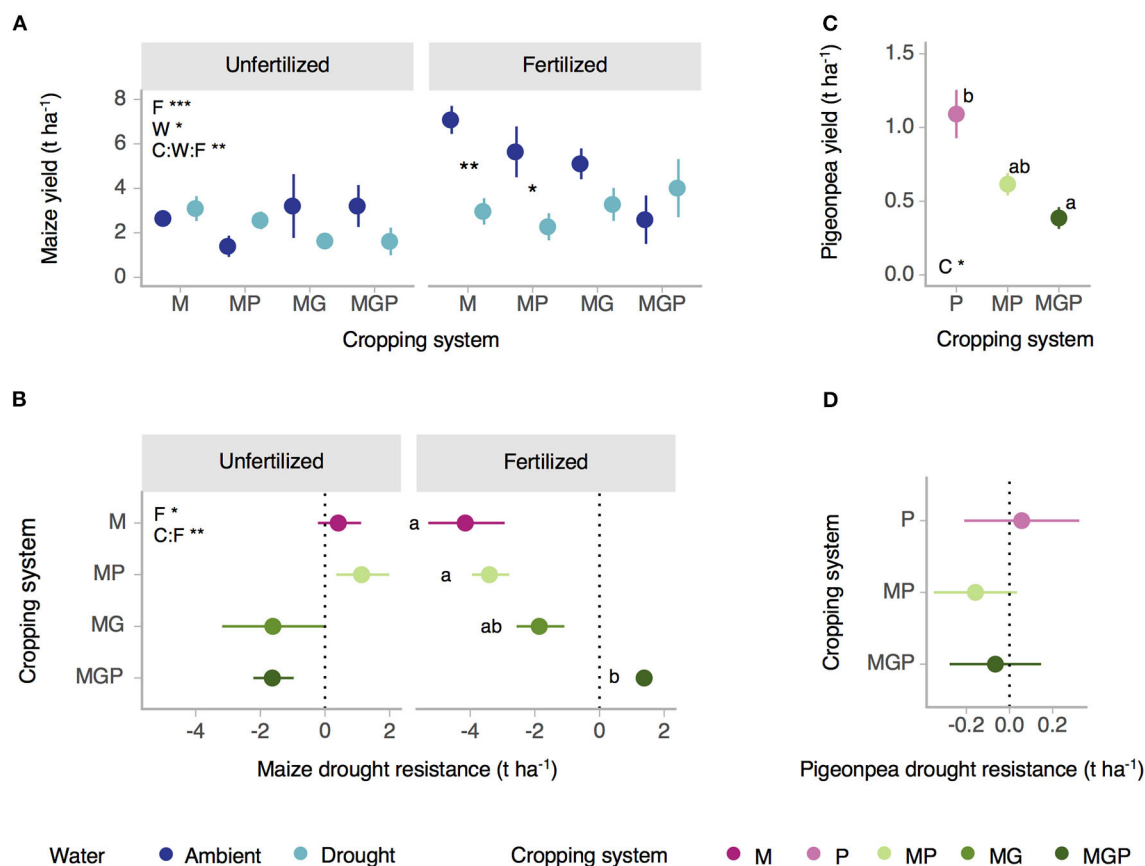 A
Unfertilized Fertilized
Maize yield (t ha⁻¹)
8
6
4
2
0
F ***
W *
C:W:F **
** *
M MP MG MGP M MP MG MGP
Cropping system
C
Pigeonpea yield (t ha⁻¹)
1.5
1.0
0.5
0.0
b
ab
a
C *
P MP MGP
Cropping system
B
Unfertilized Fertilized
Cropping system
M
MP
MG
MGP
F *
C:F **
a
a
ab
b
-4 -2 0 2 -4 -2 0 2
Maize drought resistance (t ha⁻¹)
D
Cropping system
P
MP
MGP
-0.2 0.0 0.2
Pigeonpea drought resistance (t ha⁻¹)
Water Ambient Drought Cropping system M P MP MG MGP